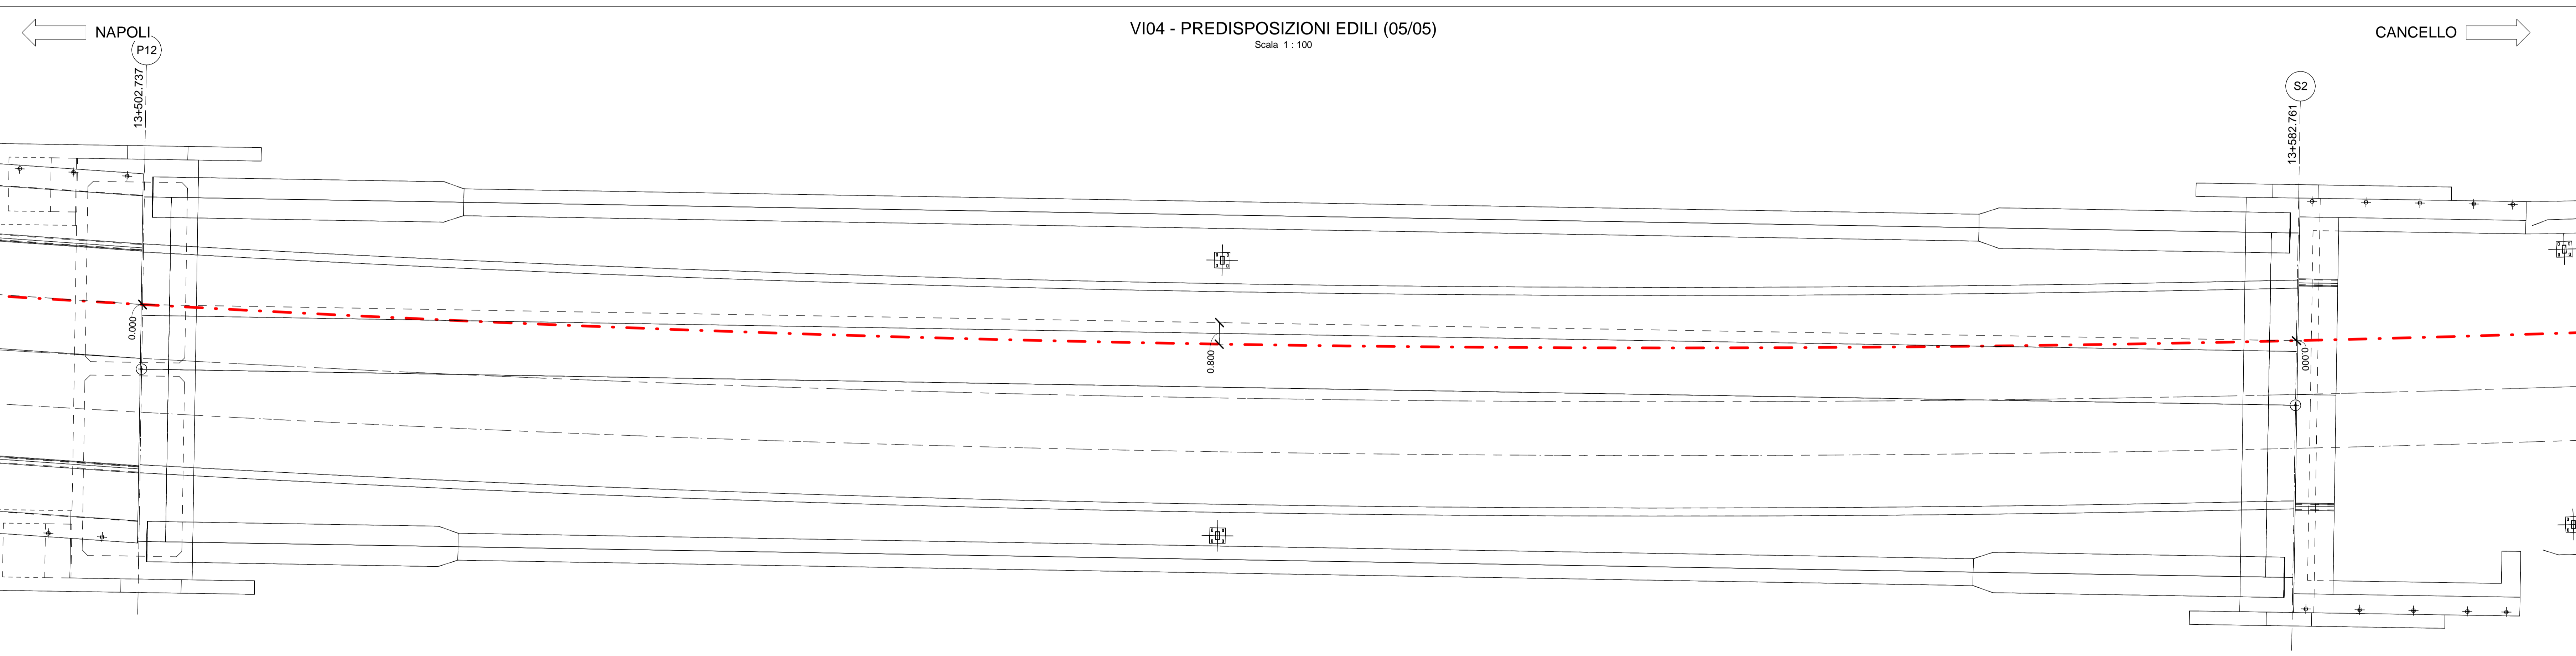 NAPOLI
P12
13+502.737
VI04 - PREDISPOSIZIONI EDILI (05/05)
Scala 1 : 100
CANCELLO
S2
13+582.761
0.000
0.800
0.000